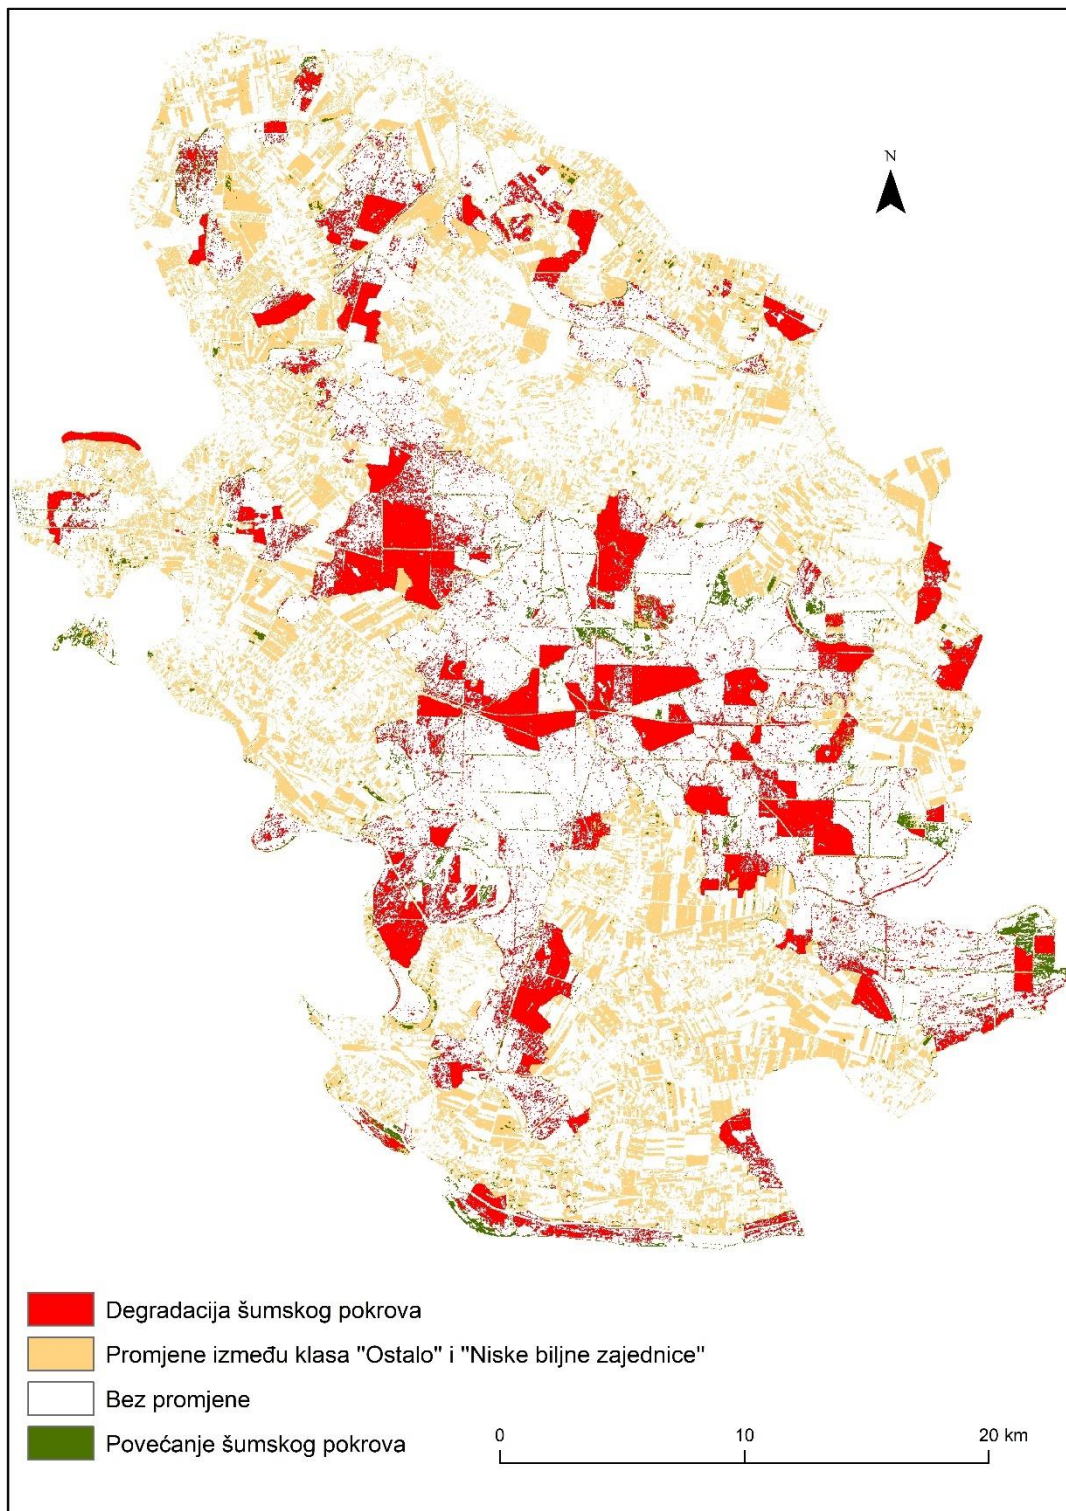 N
Degradacija šumskog pokrova
Promjene između klasa "Ostalo" i "Niske biljne zajednice"
Bez promjene
Povećanje šumskog pokrova
0 10 20 km